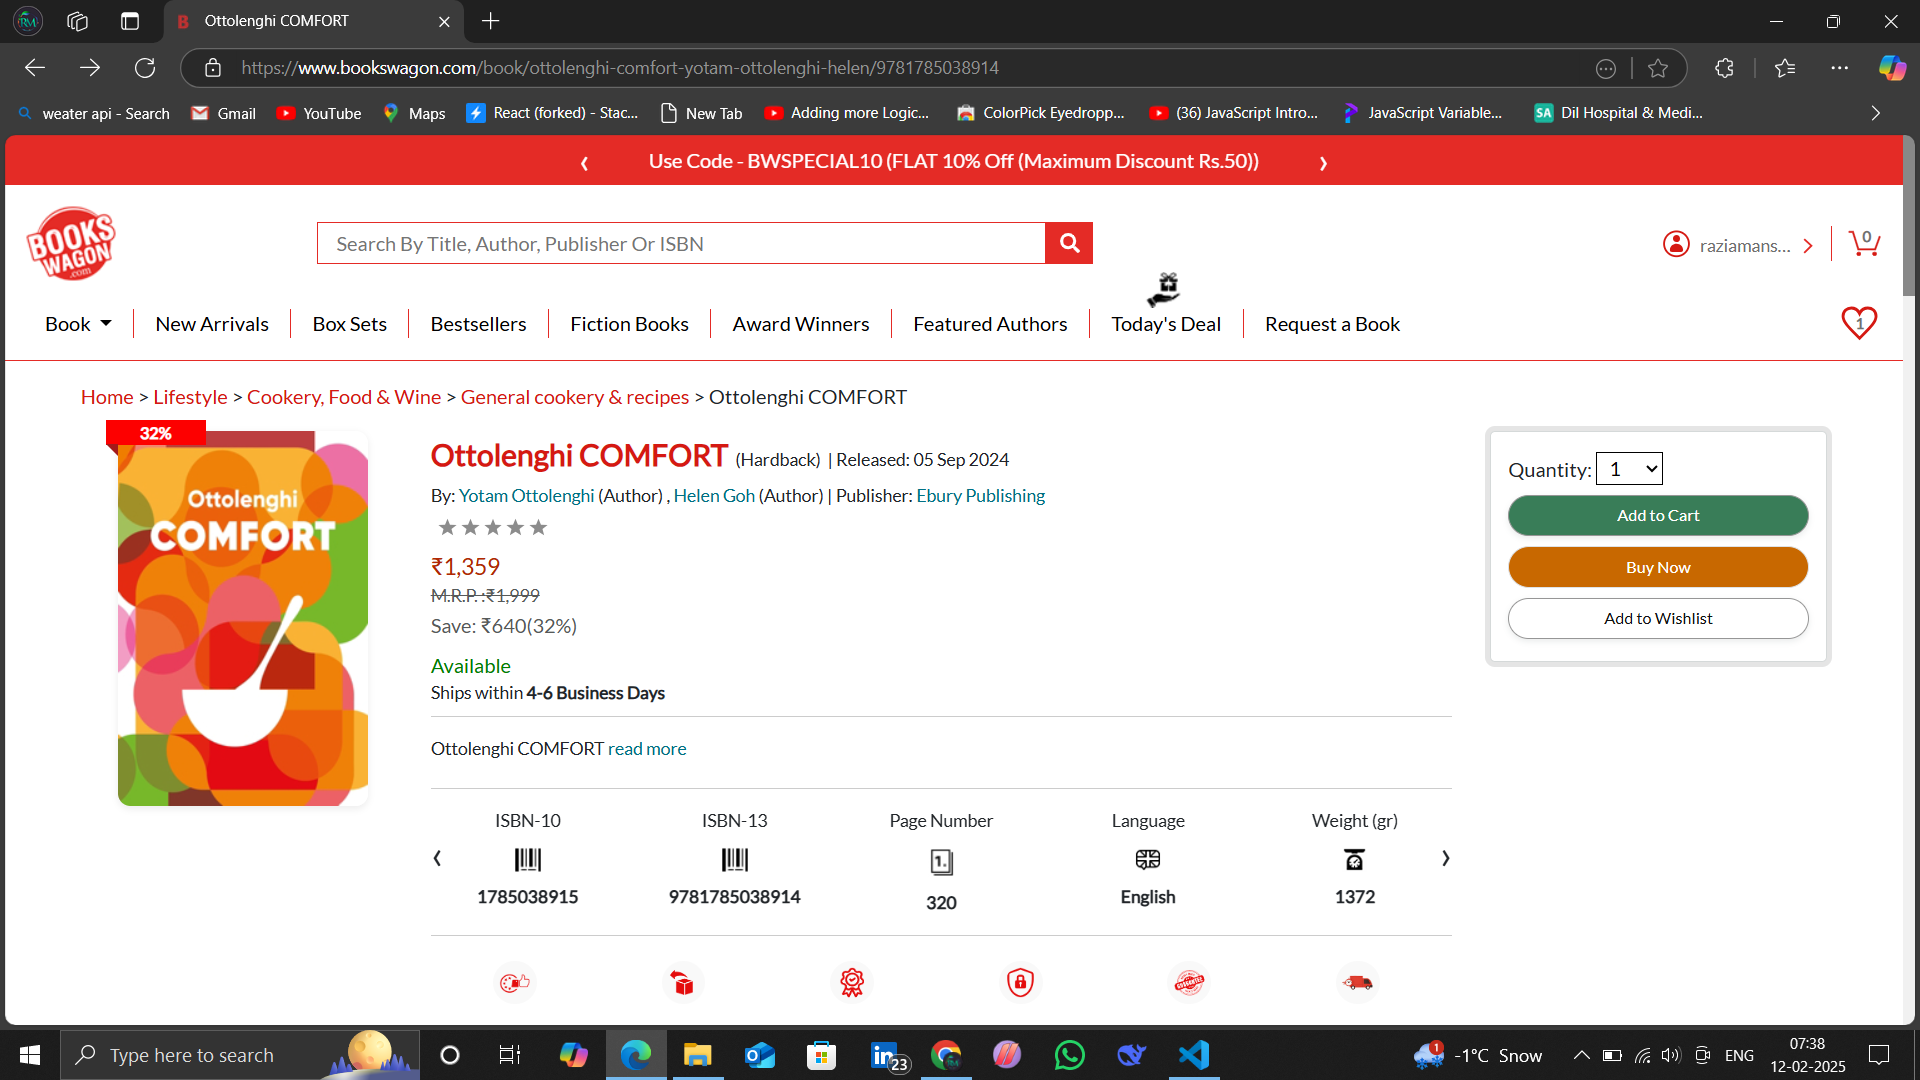 Ottolenghi COMFORT
https://www.bookswagon.com/book/ottolenghi-comfort-yotam-ottolenghi-helen/9781785038914
weater api - Search
Gmail
YouTube
Maps
React (forked) - Stac...
New Tab
Adding more Logic...
ColorPick Eyedropp...
(36) JavaScript Intro...
JavaScript Variable...
SA
Dil Hospital & Medi...
Use Code - BWSPECIAL10 (FLAT 10% Off (Maximum Discount Rs.50))
BOOKS
WAGON
.com
Search By Title, Author, Publisher Or ISBN
raziamans...
0
Book
New Arrivals
Box Sets
Bestsellers
Fiction Books
Award Winners
Featured Authors
Today's Deal
Request a Book
1
Home > Lifestyle > Cookery, Food & Wine > General cookery & recipes > Ottolenghi COMFORT
32%
Ottolenghi
COMFORT
Ottolenghi COMFORT (Hardback) | Released: 05 Sep 2024
By: Yotam Ottolenghi (Author) , Helen Goh (Author) | Publisher: Ebury Publishing
₹1,359
M.R.P. :₹1,999
Save: ₹640(32%)
Available
Ships within 4-6 Business Days
Ottolenghi COMFORT read more
Quantity: 1
Add to Cart
Buy Now
Add to Wishlist
ISBN-10
1785038915
ISBN-13
9781785038914
Page Number
1.
320
Language
English
Weight (gr)
1372
Type here to search
23
1
-1°C Snow
ENG
07:38
12-02-2025